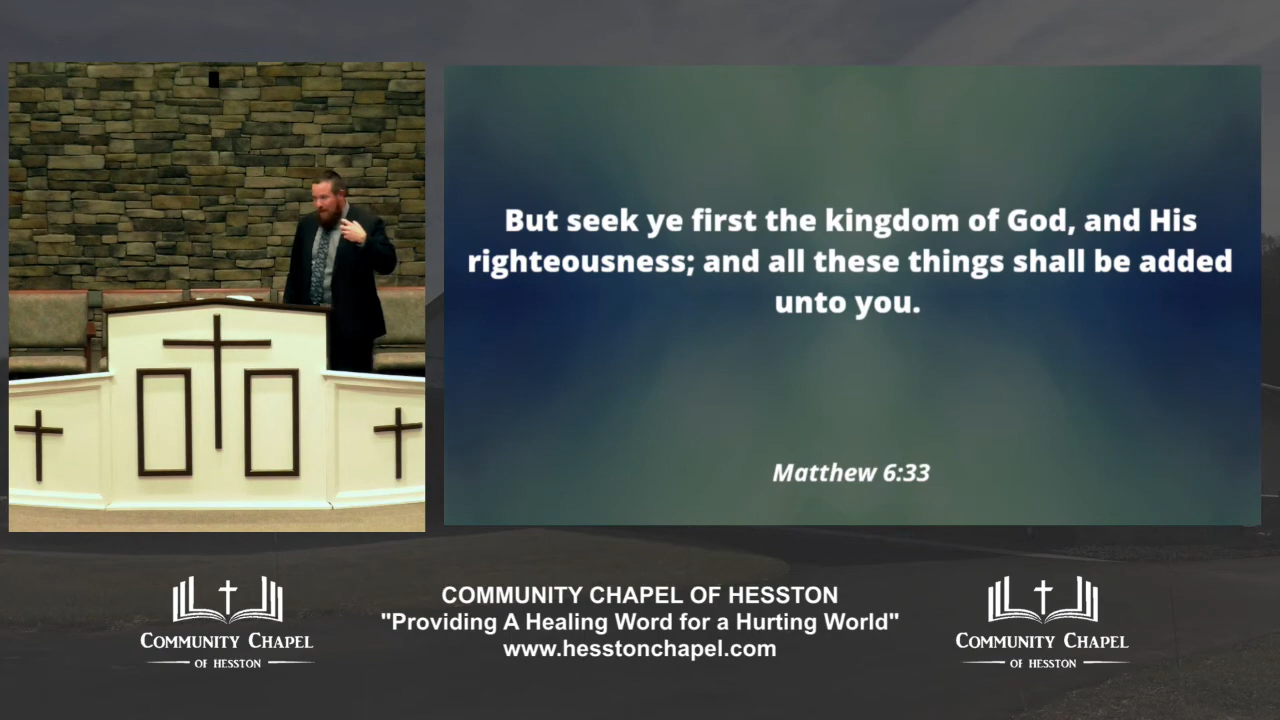 But seek ye first the kingdom of God, and His
righteousness; and all these things shall be added
unto you.
Matthew 6:33
COMMUNITY CHAPEL
OF HESSTON
COMMUNITY CHAPEL OF HESSTON
"Providing A Healing Word for a Hurting World"
www.hesstonchapel.com
COMMUNITY CHAPEL
OF HESSTON